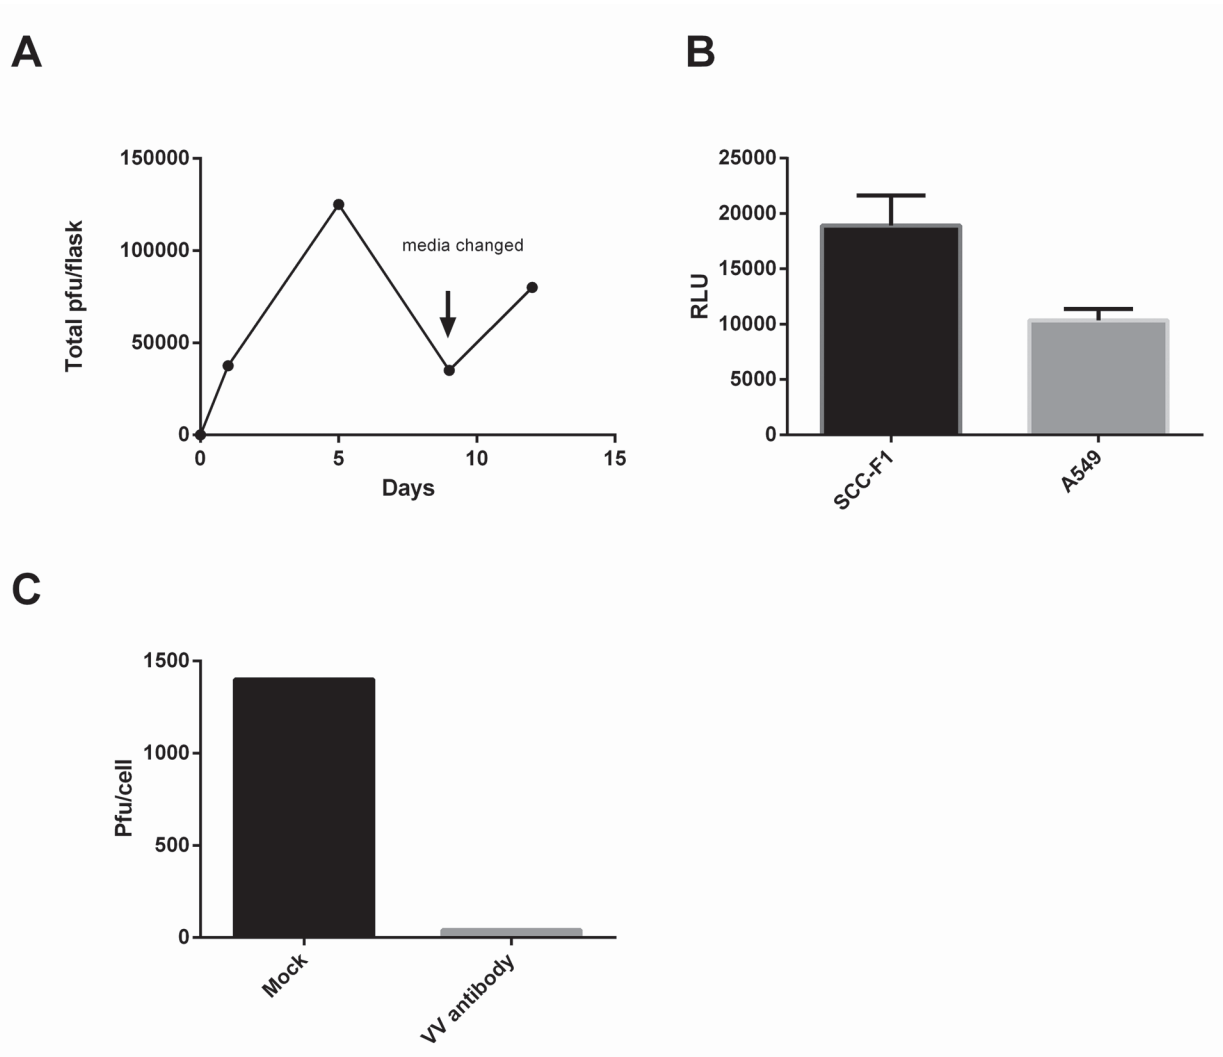 A
150000
100000
50000
0
Total pfu/flask
media changed
0 5 10 15
Days
B
25000
20000
15000
10000
5000
0
RLU
SCC-F1
A549
C
1500
1000
500
0
Pfu/cell
Mock
VV antibody